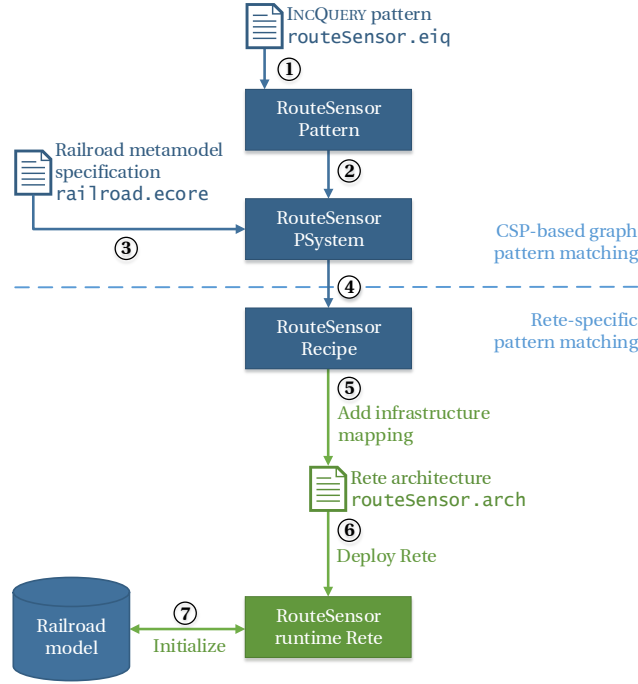 INCQUERY pattern
routeSensor.eiq
①
RouteSensor
Pattern
②
Railroad metamodel
specification
railroad.ecore
③
RouteSensor
PSystem
CSP-based graph
pattern matching
④
RouteSensor
Recipe
Rete-specific
pattern matching
⑤
Add infrastructure
mapping
Rete architecture
routeSensor.arch
⑥
Deploy Rete
Railroad
model
⑦
Initialize
RouteSensor
runtime Rete